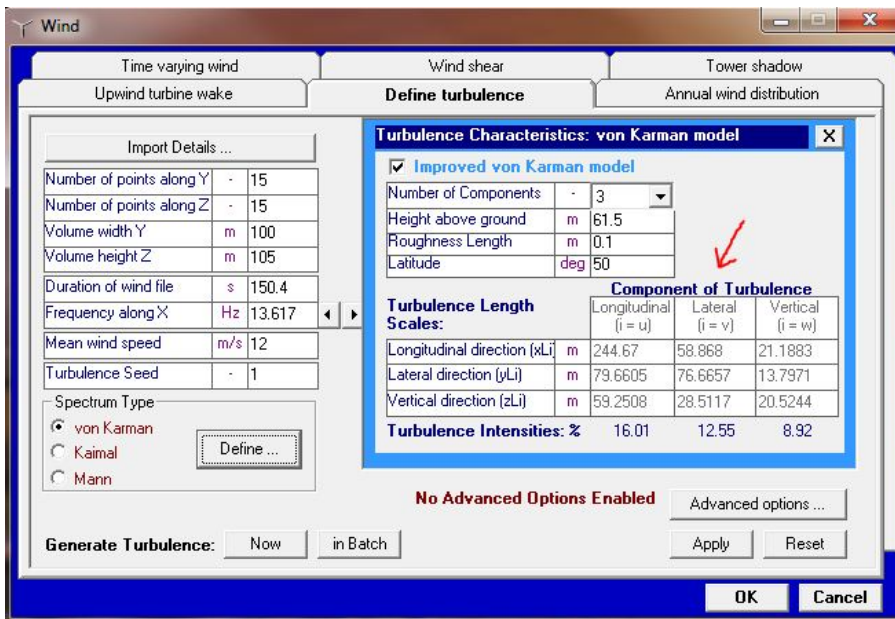 Wind
Time varying wind Wind shear Tower shadow
Upwind turbine wake Define turbulence Annual wind distribution
Import Details ...
Number of points along Y - 15
Number of points along Z - 15
Volume width Y m 100
Volume height Z m 105
Duration of wind file s 150.4
Frequency along X Hz 13.617
Mean wind speed m/s 12
Turbulence Seed - 1
Spectrum Type
von Karman
Kaimal
Mann
Define ...
Turbulence Characteristics: von Karman model X
Improved von Karman model
Number of Components - 3
Height above ground m 61.5
Roughness Length m 0.1
Latitude deg 50
Component of Turbulence
Turbulence Length Scales:
Longitudinal (i = u) Lateral (i = v) Vertical (i = w)
Longitudinal direction (xLi) m 244.67 58.868 21.1883
Lateral direction (yLi) m 79.6605 76.6657 13.7971
Vertical direction (zLi) m 59.2508 28.5117 20.5244
Turbulence Intensities: % 16.01 12.55 8.92
No Advanced Options Enabled Advanced options ...
Generate Turbulence: Now in Batch Apply Reset
OK Cancel